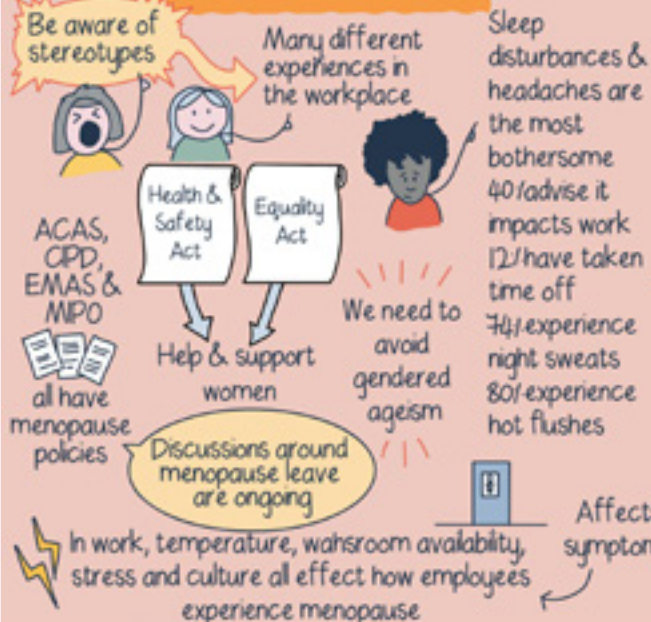 Be aware of
stereotypes
Many different
experiences in
the workplace
Sleep
disturbances &
headaches are
the most
bothersome
40% advise it
impacts work
12% have taken
time off
74% experience
night sweats
80% experience
hot flushes
Health &
Safety
Act
Equality
Act
ACAS,
CIPD,
EMAS &
MIPO
all have
menopause
policies
Help & support
women
We need to
avoid
gendered
ageism
Discussions around
menopause leave
are ongoing
In work, temperature, wahsroom availability,
stress and culture all effect how employees
experience menopause
Affect
symptom